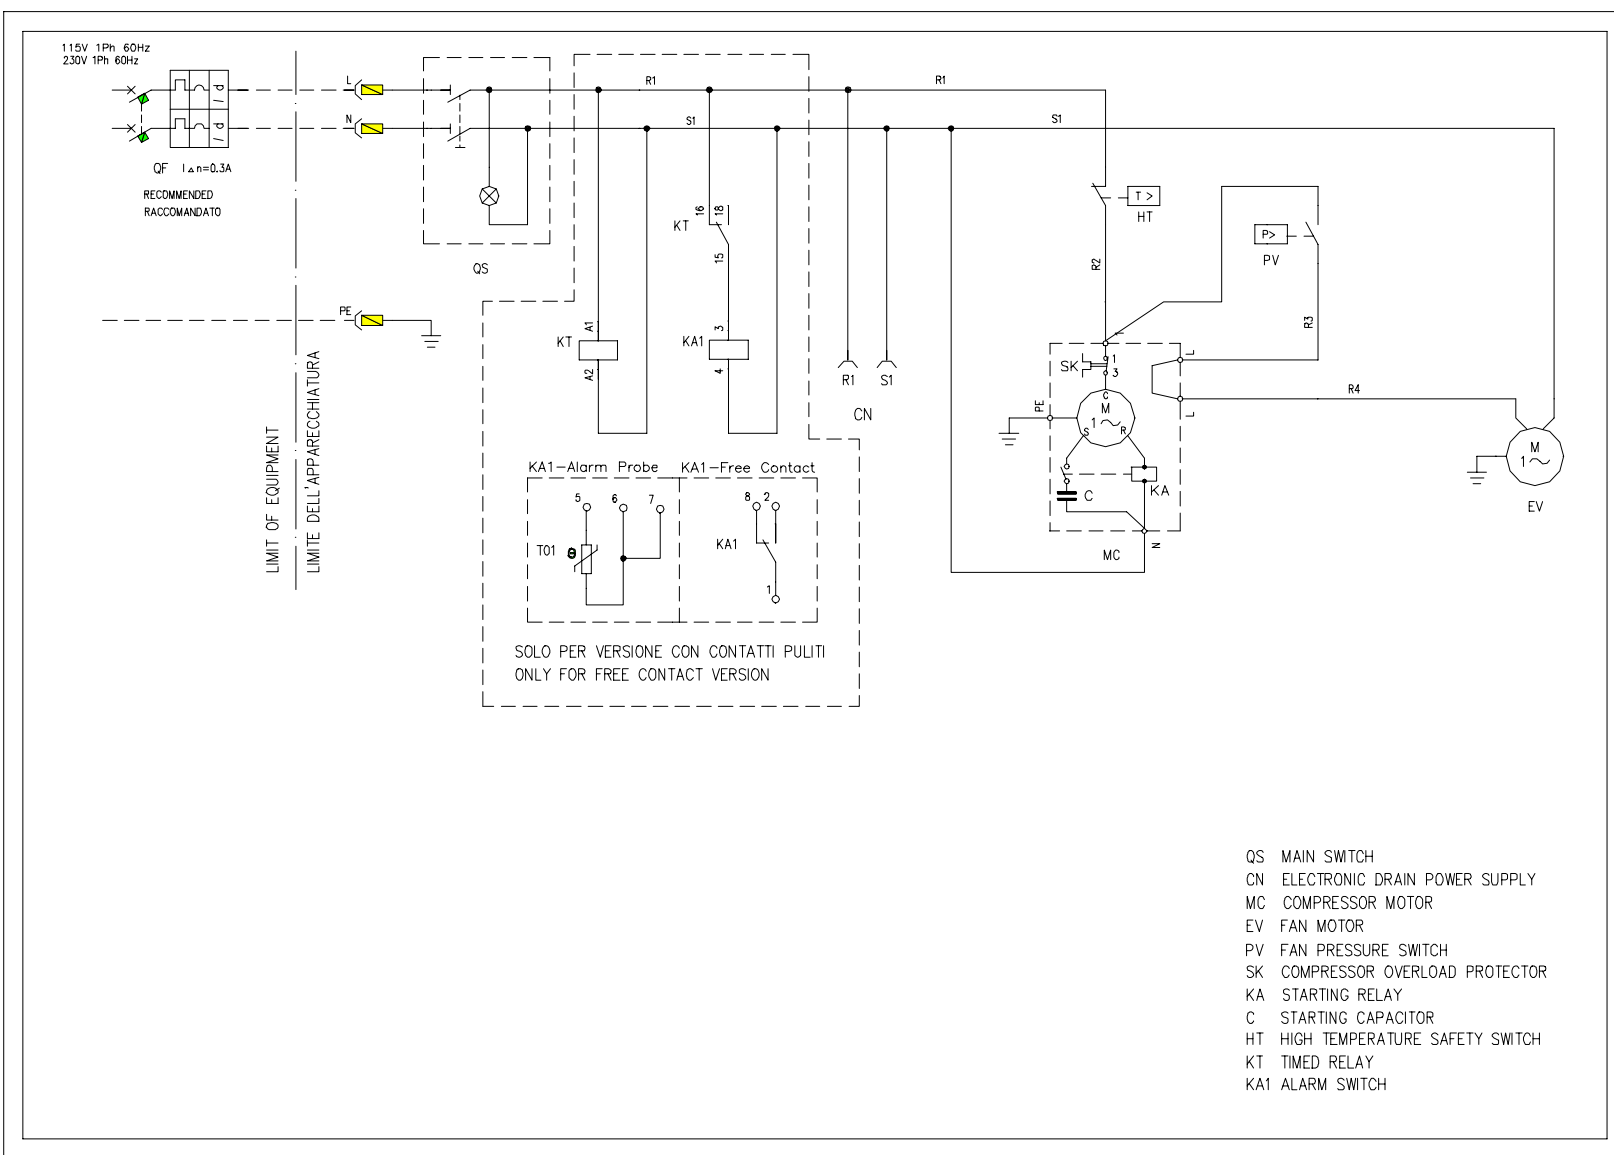 115V 1Ph 60Hz
230V 1Ph 60Hz
QF I△n=0.3A
RECOMMENDED
RACCOMANDATO
L
N
PE
LIMIT OF EQUIPMENT
LIMITE DELL'APPARECCHIATURA
QS
R1
S1
R1
S1
KT
A1
A2
KT
16
18
15
KA1
3
4
R1
S1
CN
KA1-Alarm Probe
KA1-Free Contact
5
6
7
T01
θ
8
2
KA1
1
SOLO PER VERSIONE CON CONTATTI PULITI
ONLY FOR FREE CONTACT VERSION
T >
HT
R2
P>
PV
R3
SK
1
3
L
L
R4
PE
C
M
1
S
R
C
KA
MC
N
M
1
EV
QS MAIN SWITCH
CN ELECTRONIC DRAIN POWER SUPPLY
MC COMPRESSOR MOTOR
EV FAN MOTOR
PV FAN PRESSURE SWITCH
SK COMPRESSOR OVERLOAD PROTECTOR
KA STARTING RELAY
C STARTING CAPACITOR
HT HIGH TEMPERATURE SAFETY SWITCH
KT TIMED RELAY
KA1 ALARM SWITCH